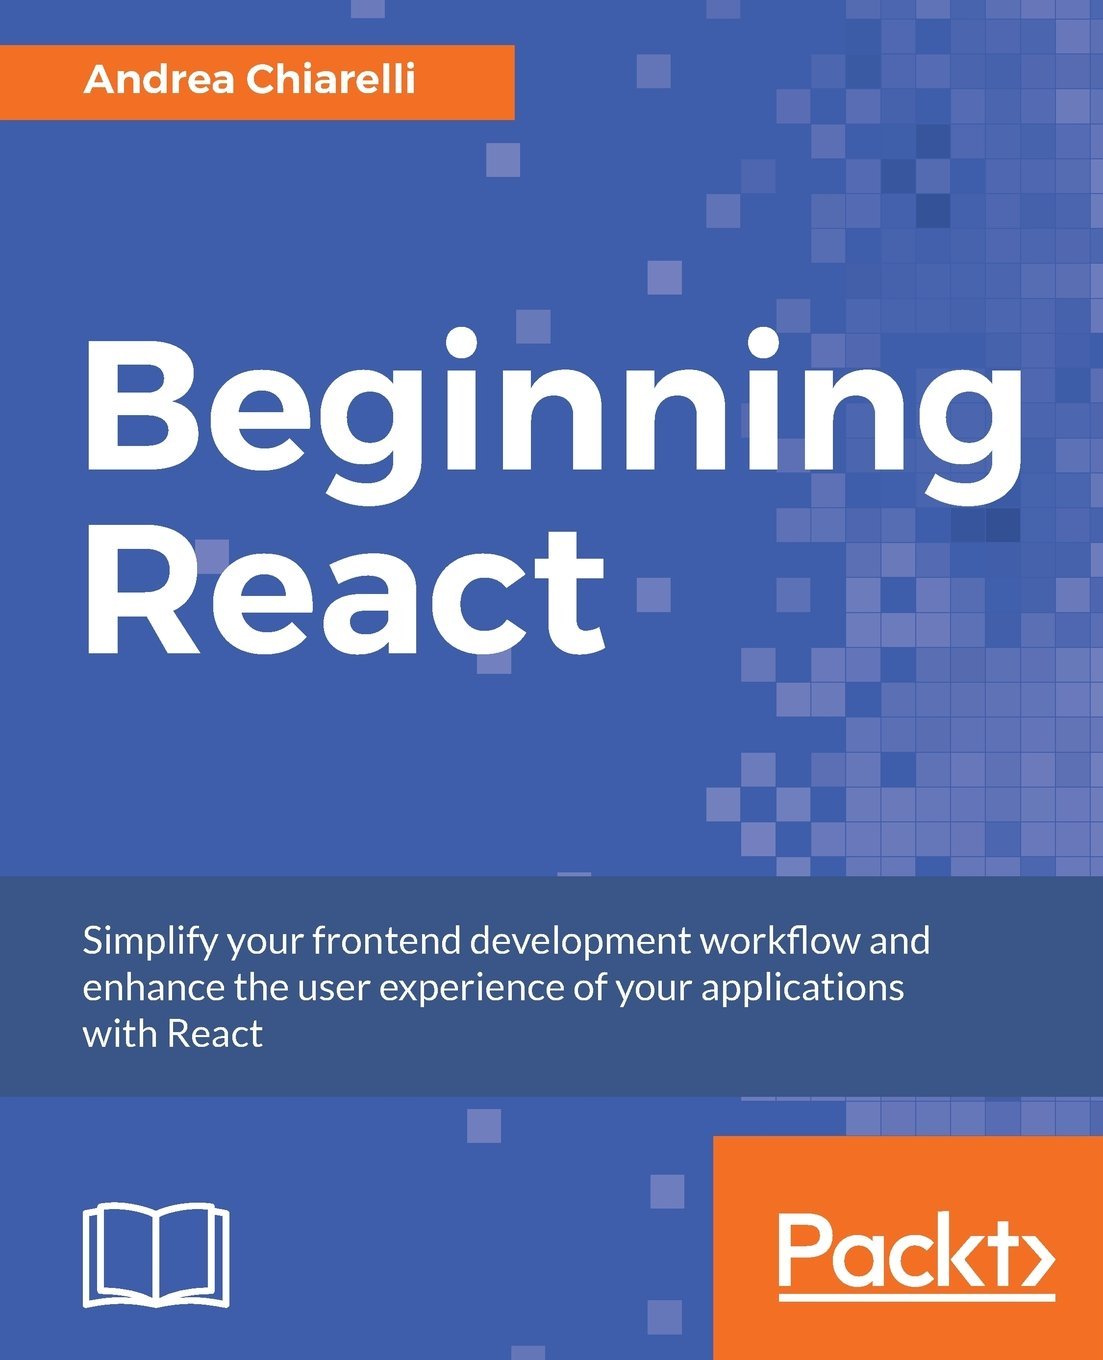 Andrea Chiarelli
Beginning
React
Simplify your frontend development workflow and
enhance the user experience of your applications
with React
Packt